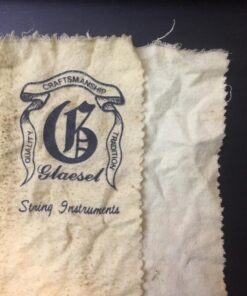 CRAFTSMANSHIP
QUALITY
G
TRADITION
Glaesel
String Instruments